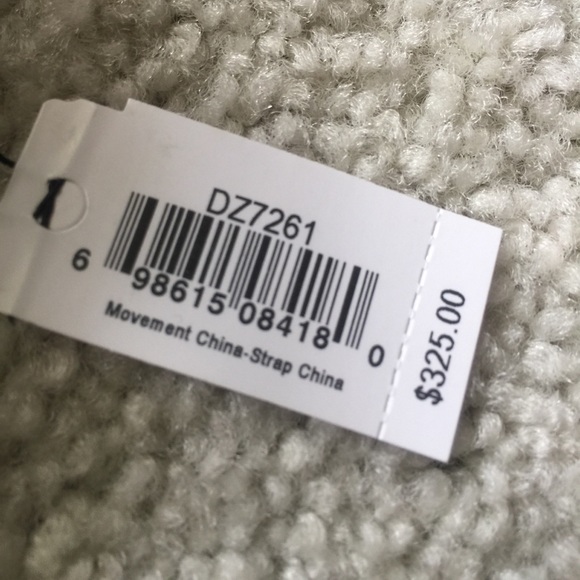 DZ7261
6 98615 08418 0
Movement China-Strap China
$325.00